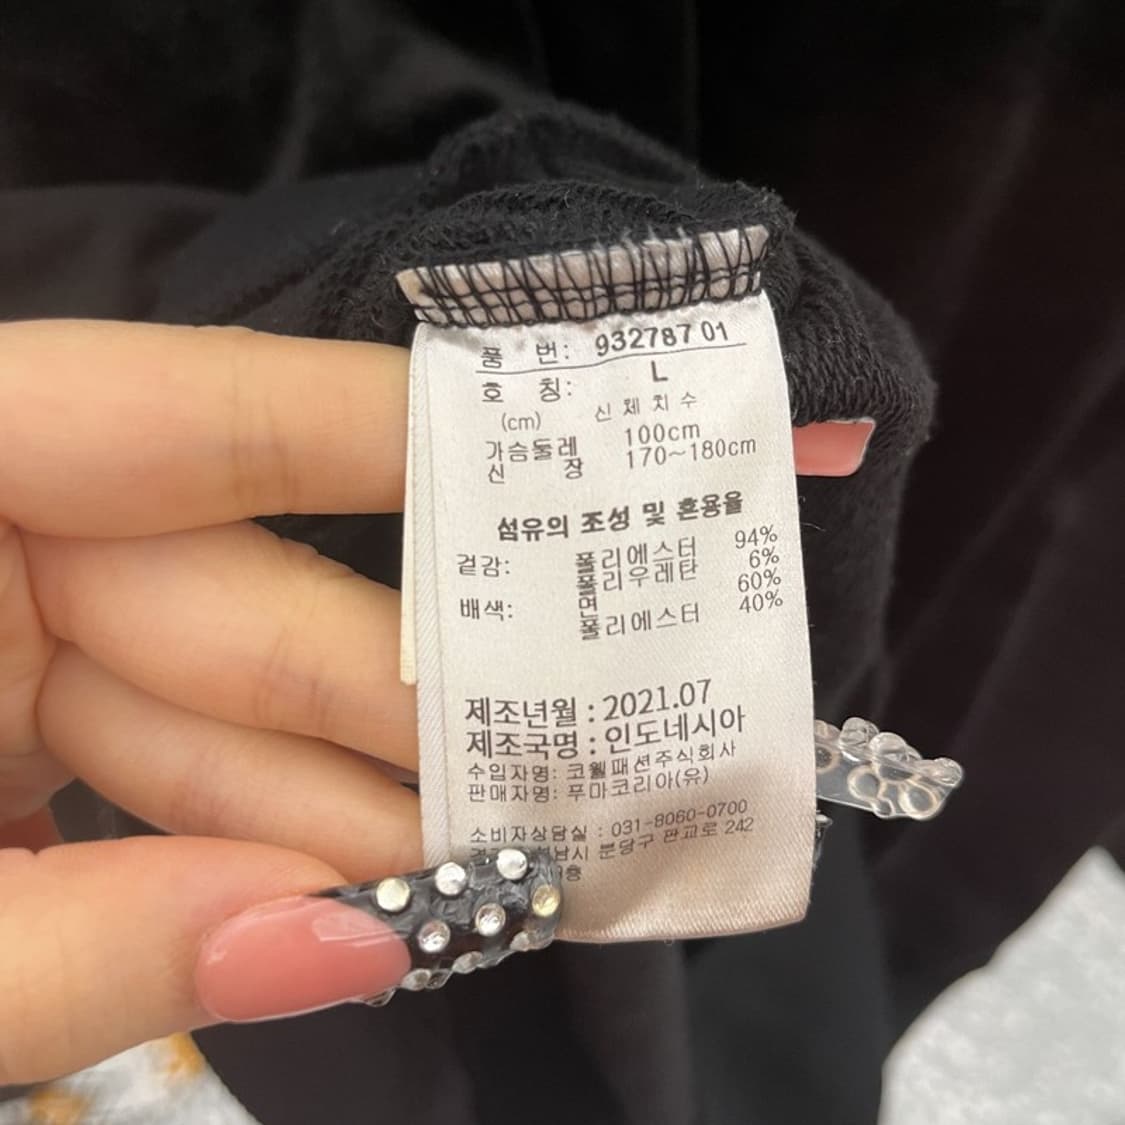 품 번: 932787 01
호 칭: L
(cm) 신체치수
가슴둘레 100cm
신 장 170~180cm
섬유의 조성 및 혼용율
겉감: 폴리에스터 94%
폴리우레탄 6%
배색: 면 60%
폴리에스터 40%
제조년월 : 2021.07
제조국명 : 인도네시아
수입자명: 코웰패션주식회사
판매자명: 푸마코리아(유)
소비자상담실 : 031-8060-0700
남시 분당구 판교로 242
층